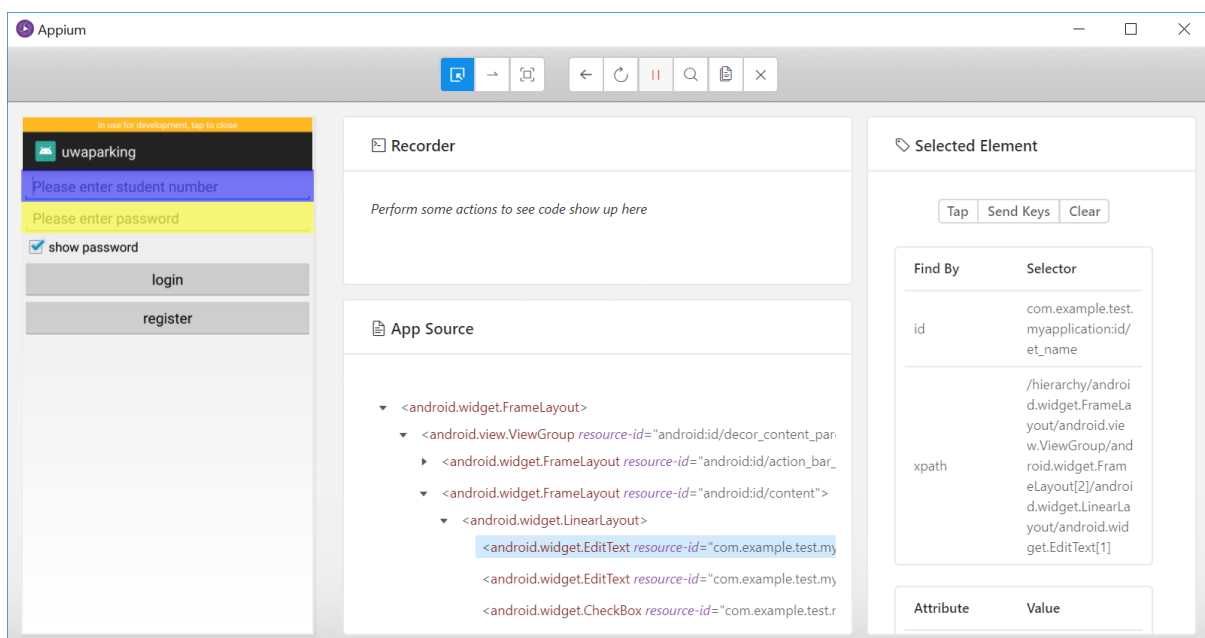 Appium
In use for development, tap to close
uwaparking
Please enter student number
Please enter password
show password
login
register
Recorder
Perform some actions to see code show up here
App Source
<android.widget.FrameLayout>
<android.view.ViewGroup resource-id="android:id/decor_content_par
<android.widget.FrameLayout resource-id="android:id/action_bar_
<android.widget.FrameLayout resource-id="android:id/content">
<android.widget.LinearLayout>
<android.widget.EditText resource-id="com.example.test.my
<android.widget.EditText resource-id="com.example.test.my
<android.widget.CheckBox resource-id="com.example.test.r
Selected Element
Tap Send Keys Clear
Find By Selector
id
com.example.test.
myapplication:id/
et_name
xpath
/hierarchy/androi
d.widget.FrameLa
yout/android.vie
w.ViewGroup/and
roid.widget.Fram
eLayout[2]/androi
d.widget.LinearLa
yout/android.wid
get.EditText[1]
Attribute Value